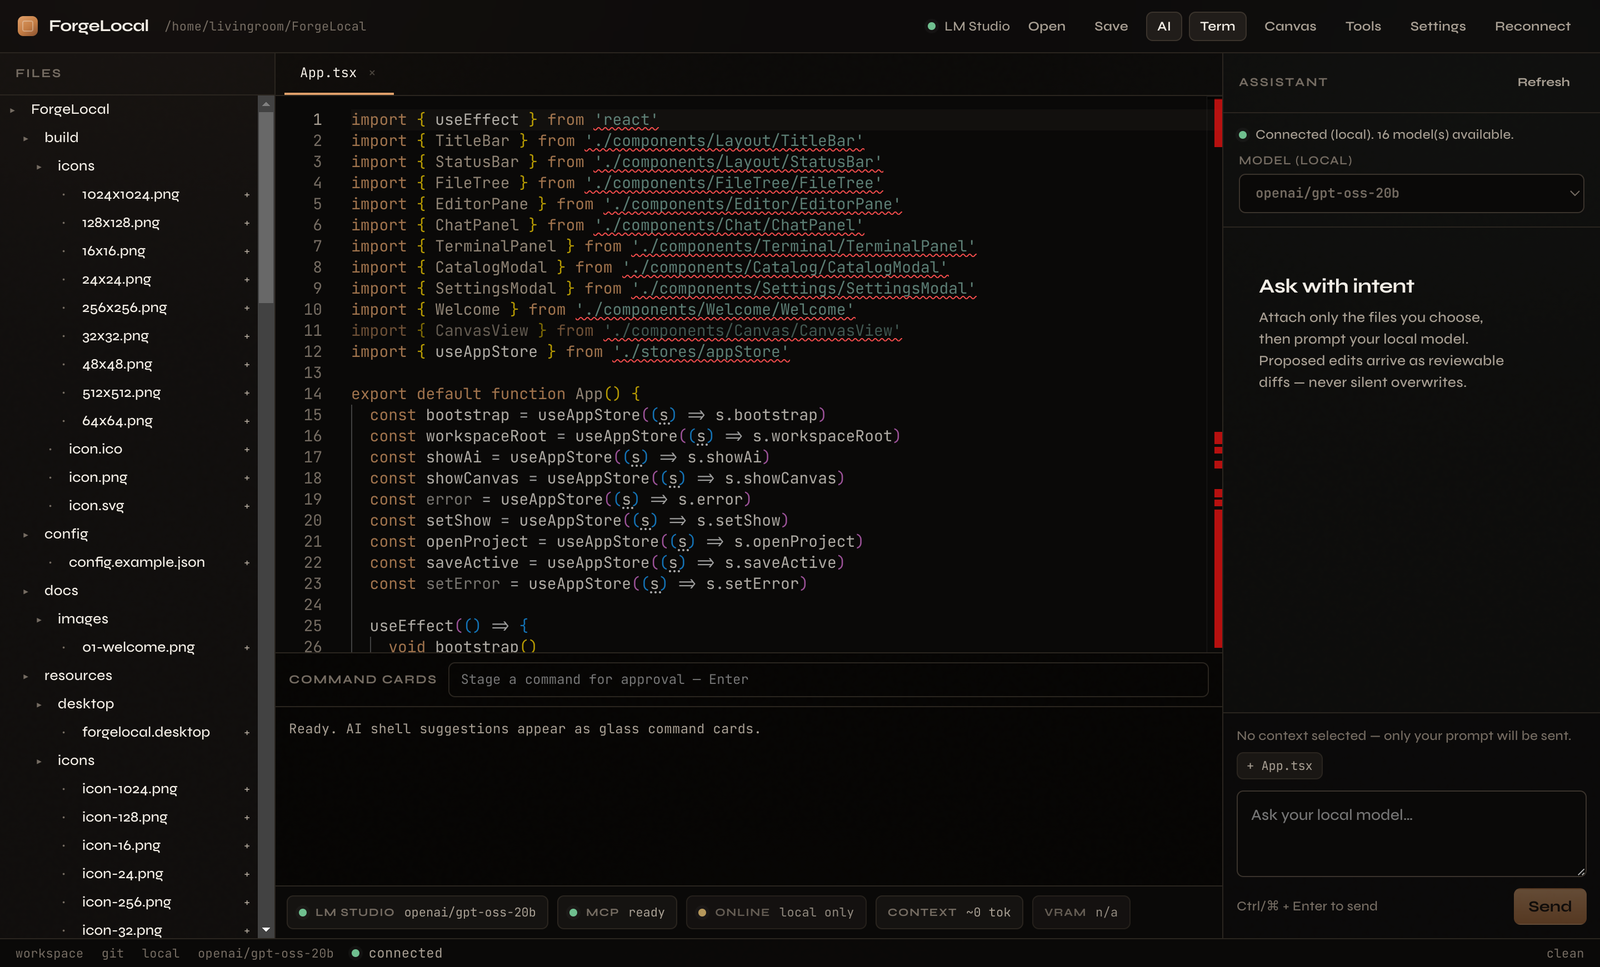 ForgeLocal /home/livingroom/ForgeLocal LM Studio Open Save AI Term Canvas Tools Settings Reconnect
FILES
ForgeLocal
build
icons
1024x1024.png +
128x128.png +
16x16.png +
24x24.png +
256x256.png +
32x32.png +
48x48.png +
512x512.png +
64x64.png +
icon.ico +
icon.png +
icon.svg +
config
config.example.json +
docs
images
01-welcome.png +
resources
desktop
forgelocal.desktop +
icons
icon-1024.png +
icon-128.png +
icon-16.png +
icon-24.png +
icon-256.png +
icon-32.png +
App.tsx ×
1 import { useEffect } from 'react'
2 import { TitleBar } from './components/Layout/TitleBar'
3 import { StatusBar } from './components/Layout/StatusBar'
4 import { FileTree } from './components/FileTree/FileTree'
5 import { EditorPane } from './components/Editor/EditorPane'
6 import { ChatPanel } from './components/Chat/ChatPanel'
7 import { TerminalPanel } from './components/Terminal/TerminalPanel'
8 import { CatalogModal } from './components/Catalog/CatalogModal'
9 import { SettingsModal } from './components/Settings/SettingsModal'
10 import { Welcome } from './components/Welcome/Welcome'
11 import { CanvasView } from './components/Canvas/CanvasView'
12 import { useAppStore } from './stores/appStore'
13
14 export default function App() {
15 const bootstrap = useAppStore((s) => s.bootstrap)
16 const workspaceRoot = useAppStore((s) => s.workspaceRoot)
17 const showAi = useAppStore((s) => s.showAi)
18 const showCanvas = useAppStore((s) => s.showCanvas)
19 const error = useAppStore((s) => s.error)
20 const setShow = useAppStore((s) => s.setShow)
21 const openProject = useAppStore((s) => s.openProject)
22 const saveActive = useAppStore((s) => s.saveActive)
23 const setError = useAppStore((s) => s.setError)
24
25 useEffect(() => {
26 void bootstrap()
COMMAND CARDS Stage a command for approval — Enter
Ready. AI shell suggestions appear as glass command cards.
LM STUDIO openai/gpt-oss-20b MCP ready ONLINE local only CONTEXT ~0 tok VRAM n/a
ASSISTANT Refresh
Connected (local). 16 model(s) available.
MODEL (LOCAL)
openai/gpt-oss-20b
Ask with intent
Attach only the files you choose,
then prompt your local model.
Proposed edits arrive as reviewable
diffs — never silent overwrites.
No context selected — only your prompt will be sent.
+ App.tsx
Ask your local model…
Ctrl/⌘ + Enter to send Send
workspace git local openai/gpt-oss-20b connected clean